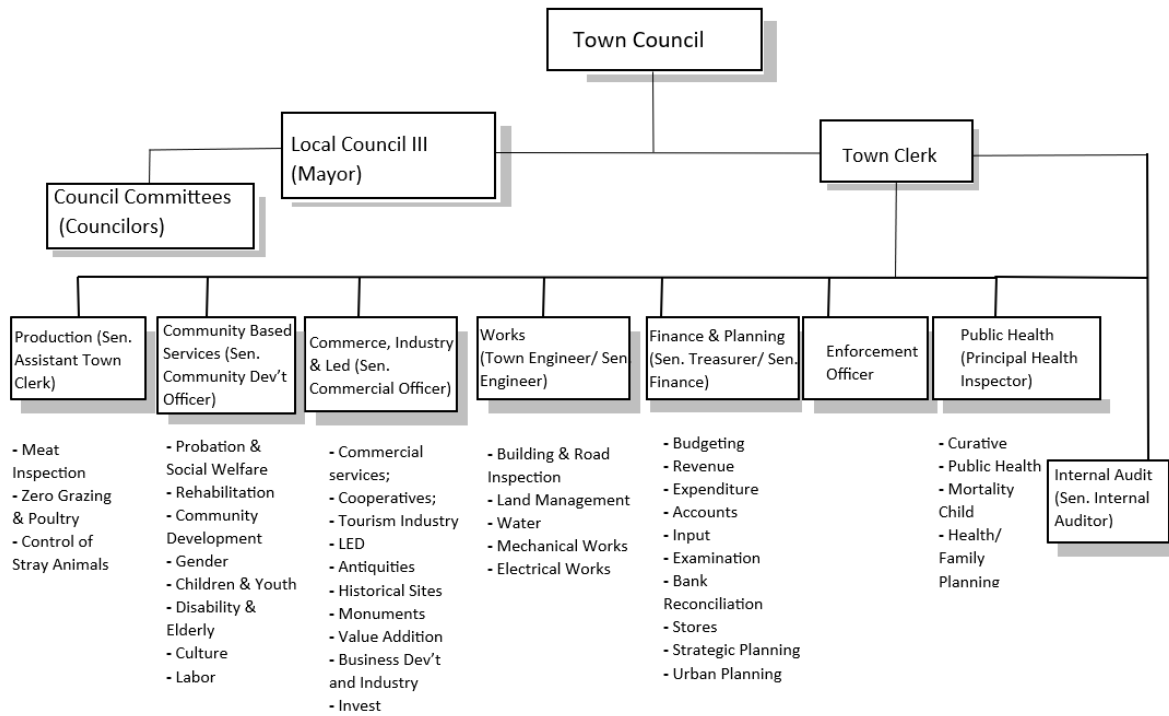 Town Council
Local Council III
(Mayor)
Town Clerk
Council Committees
(Councilors)
Production (Sen.
Assistant Town
Clerk)
Community Based
Services (Sen.
Community Dev't
Officer)
Commerce, Industry
& Led (Sen.
Commercial Officer)
Works
(Town Engineer/ Sen.
Engineer)
Finance & Planning
(Sen. Treasurer/ Sen.
Finance)
Enforcement
Officer
Public Health
(Principal Health
Inspector)
- Meat
Inspection
- Zero Grazing
& Poultry
- Control of
Stray Animals
- Probation &
Social Welfare
- Rehabilitation
- Community
Development
- Gender
- Children & Youth
- Disability &
Elderly
- Culture
- Labor
- Commercial
services;
- Cooperatives;
- Tourism Industry
- LED
- Antiquities
- Historical Sites
- Monuments
- Value Addition
- Business Dev't
and Industry
- Invest
- Building & Road
Inspection
- Land Management
- Water
- Mechanical Works
- Electrical Works
- Budgeting
- Revenue
- Expenditure
- Accounts
- Input
- Examination
- Bank
Reconciliation
- Stores
- Strategic Planning
- Urban Planning
- Curative
- Public Health
- Mortality
Child
- Health/
Family
Planning
Internal Audit
(Sen. Internal
Auditor)